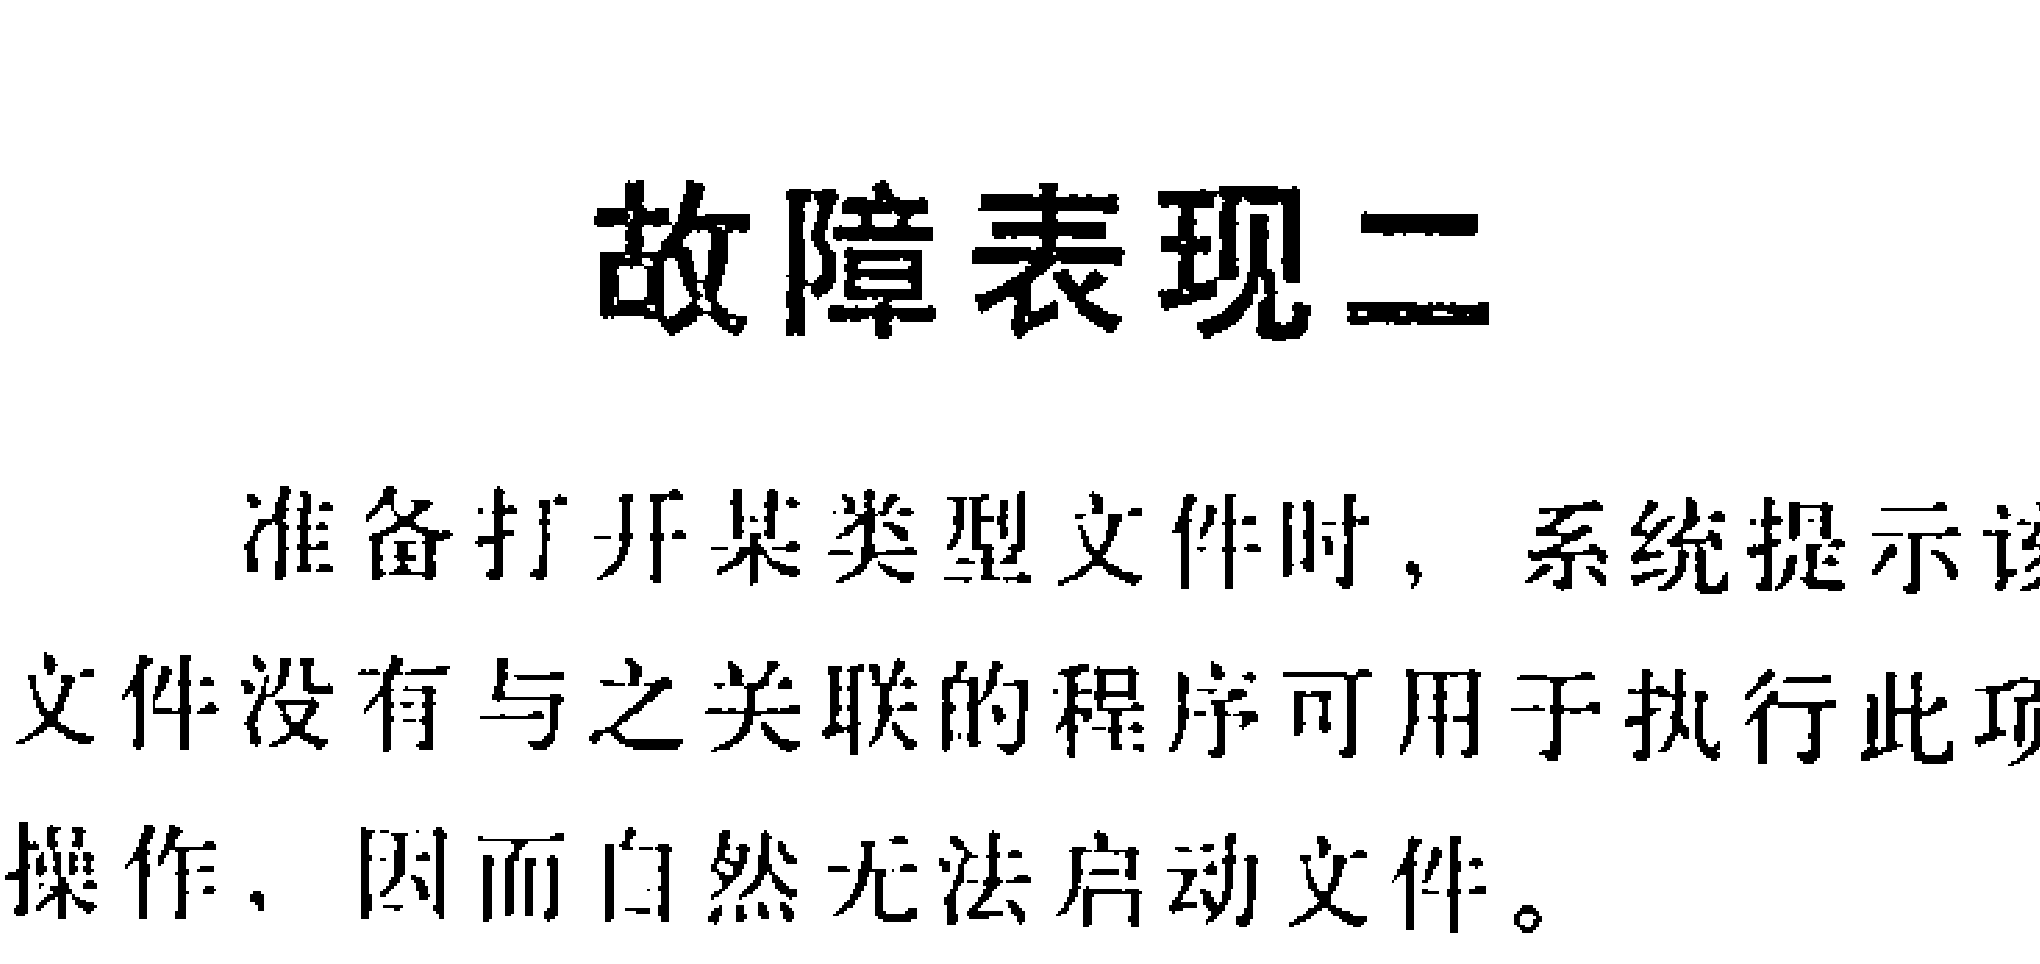 故障表现二
准备打开某类型文件时，系统提示该
文件没有与之关联的程序可用于执行此项
操作，因而自然无法启动文件。